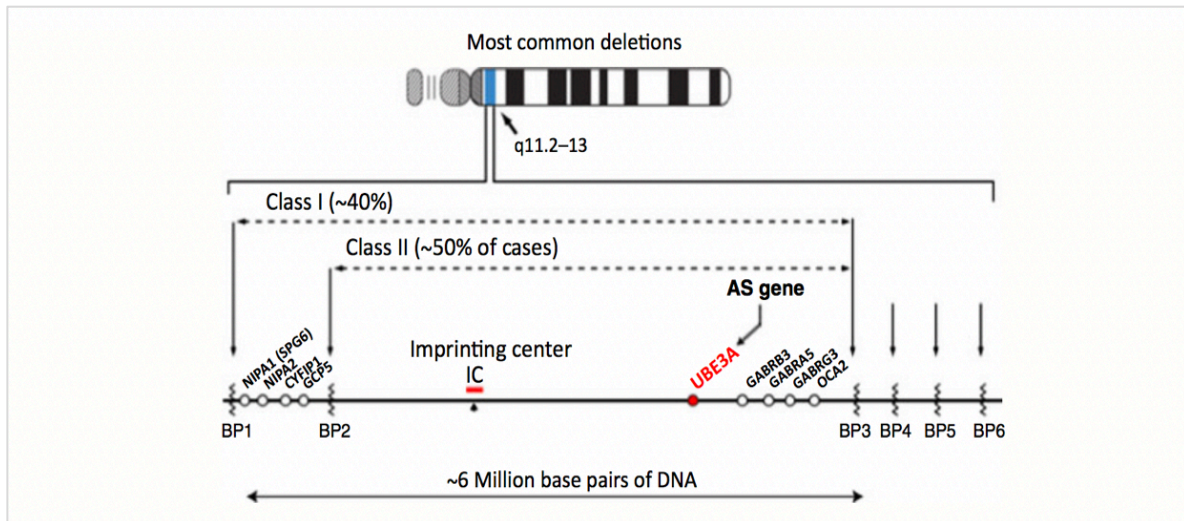 Most common deletions
q11.2–13
Class I (~40%)
Class II (~50% of cases)
AS gene
Imprinting center
IC
NIPA1 (SPG6)
NIPA2
CYFIP1
GCP5
UBE3A
GABRB3
GABRA5
GABRG3
OCA2
BP1
BP2
BP3
BP4
BP5
BP6
~6 Million base pairs of DNA